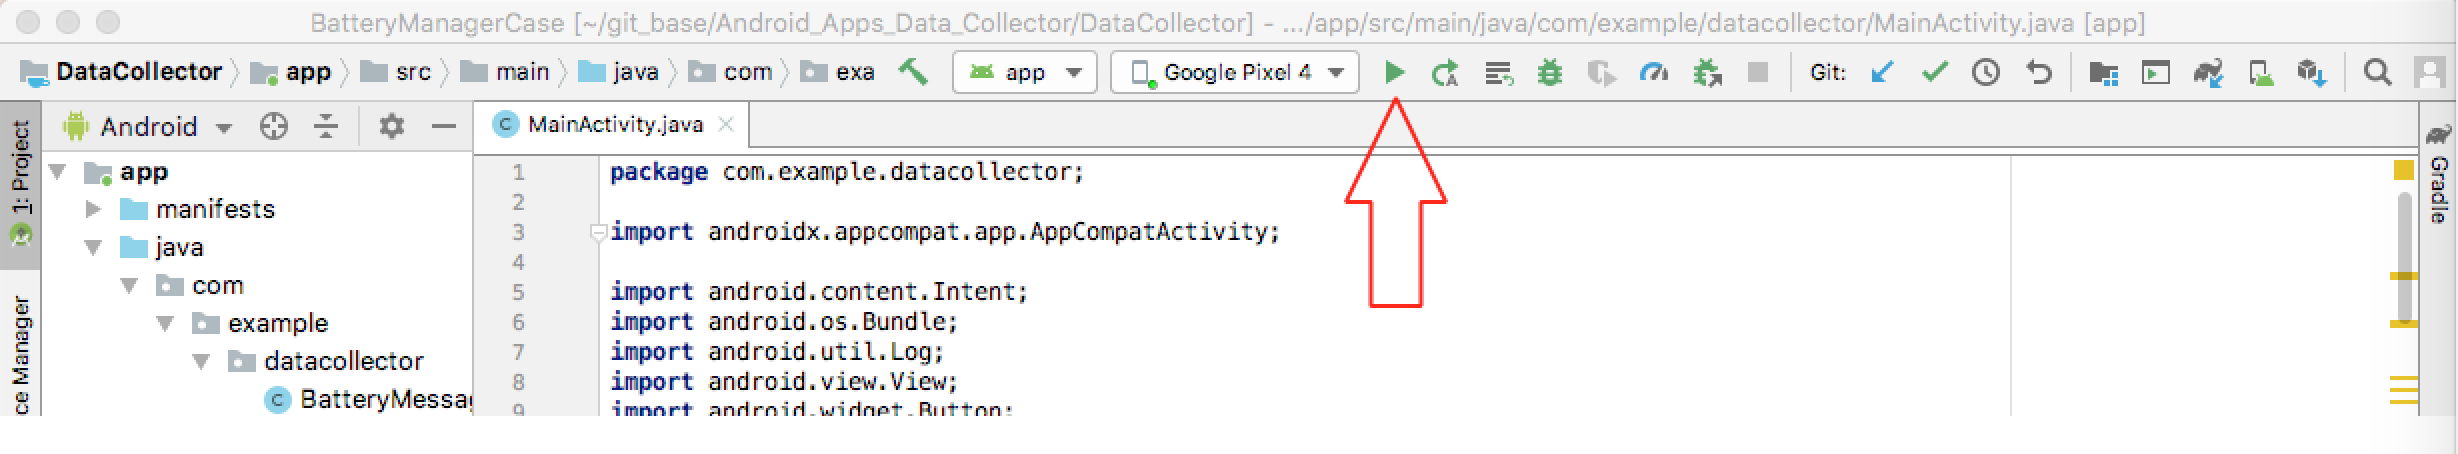 BatteryManagerCase [~/git_base/Android_Apps_Data_Collector/DataCollector] - .../app/src/main/java/com/example/datacollector/MainActivity.java [app]
DataCollector app src main java com exa app Google Pixel 4 Git:
1: Project
Android
MainActivity.java
app
manifests
java
com
example
datacollector
BatteryMessa
ce Manager
1 package com.example.datacollector;
2
3 import androidx.appcompat.app.AppCompatActivity;
4
5 import android.content.Intent;
6 import android.os.Bundle;
7 import android.util.Log;
8 import android.view.View;
9 import android.widget.Button;
Gradle